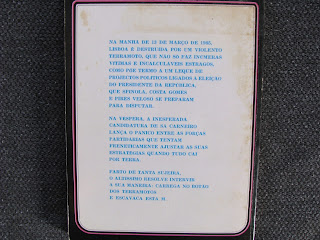 NA MANHÃ DE 13 DE MARÇO DE 1985,
LISBOA É DESTRUÍDA POR UM VIOLENTO
TERRAMOTO, QUE NÃO SÓ FAZ INÚMERAS
VÍTIMAS E INCALCULÁVEIS ESTRAGOS,
COMO PÕE TERMO A UM LEQUE DE
PROJECTOS POLÍTICOS LIGADOS À ELEIÇÃO
DO PRESIDENTE DA REPÚBLICA,
QUE SPÍNOLA, COSTA GOMES
E PIRES VELOSO SE PREPARAM
PARA DISPUTAR.
NA VÉSPERA, A INESPERADA
CANDIDATURA DE SÁ CARNEIRO
LANÇA O PÂNICO ENTRE AS FORÇAS
PARTIDÁRIAS QUE TENTAM
FRENETICAMENTE AJUSTAR AS SUAS
ESTRATÉGIAS QUANDO TUDO CAI
POR TERRA.
FARTO DE TANTA SUJEIRA,
O ALTÍSSIMO RESOLVE INTERVIR
À SUA MANEIRA: CARREGA NO BOTÃO
DOS TERRAMOTOS
E ESCAVACA ESTA M.